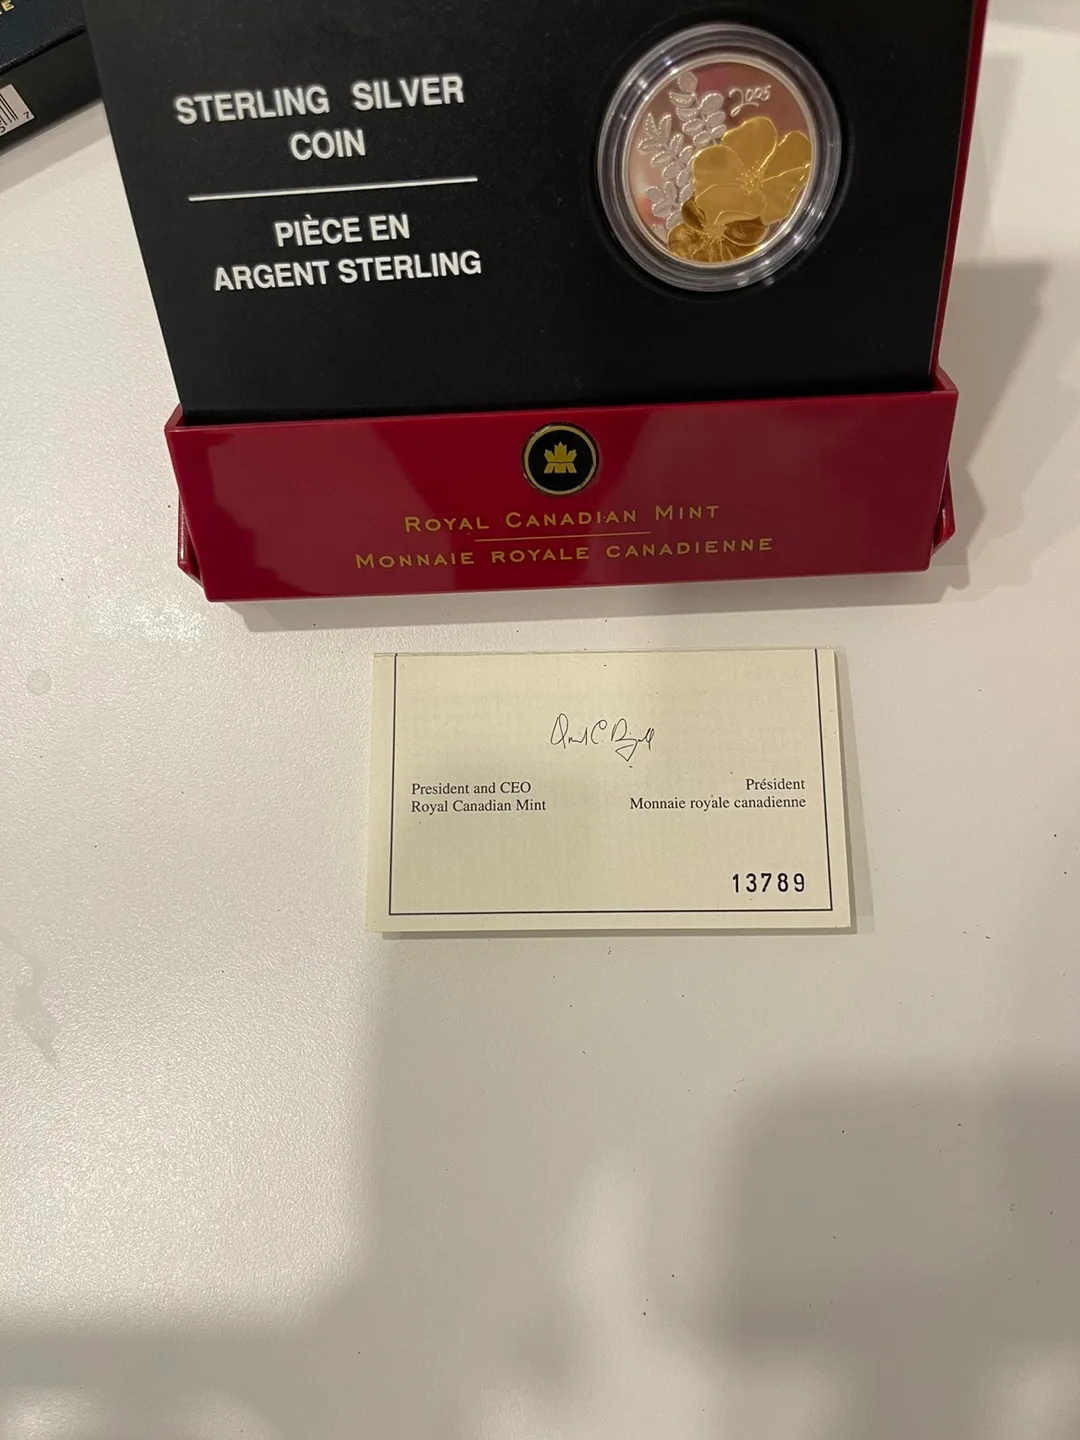 STERLING SILVER
COIN
PIÈCE EN
ARGENT STERLING
2005
ROYAL CANADIAN MINT
MONNAIE ROYALE CANADIENNE
President and CEO
Royal Canadian Mint
Président
Monnaie royale canadienne
13789